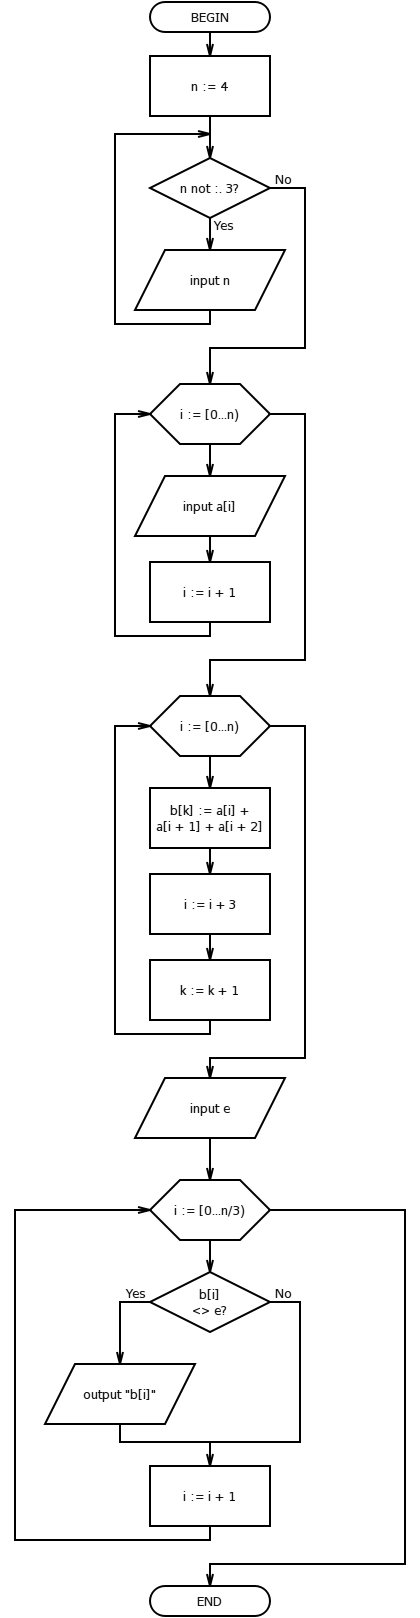 BEGIN
n := 4
n not :. 3?
No
Yes
input n
i := [0...n)
input a[i]
i := i + 1
i := [0...n)
b[k] := a[i] +
a[i + 1] + a[i + 2]
i := i + 3
k := k + 1
input e
i := [0...n/3)
Yes
b[i]
<> e?
No
output "b[i]"
i := i + 1
END